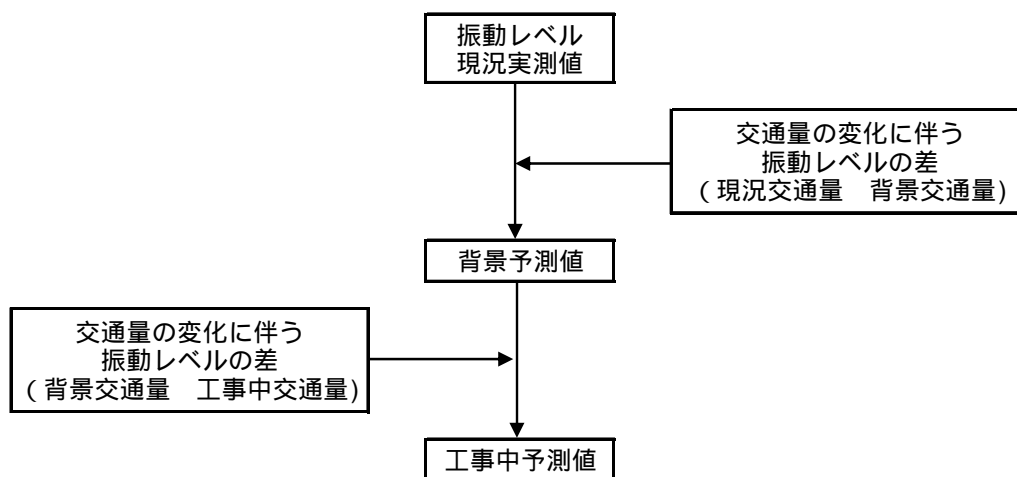 振動レベル
現況実測値
交通量の変化に伴う
振動レベルの差
(現況交通量　背景交通量)
背景予測値
交通量の変化に伴う
振動レベルの差
(背景交通量　工事中交通量)
工事中予測値